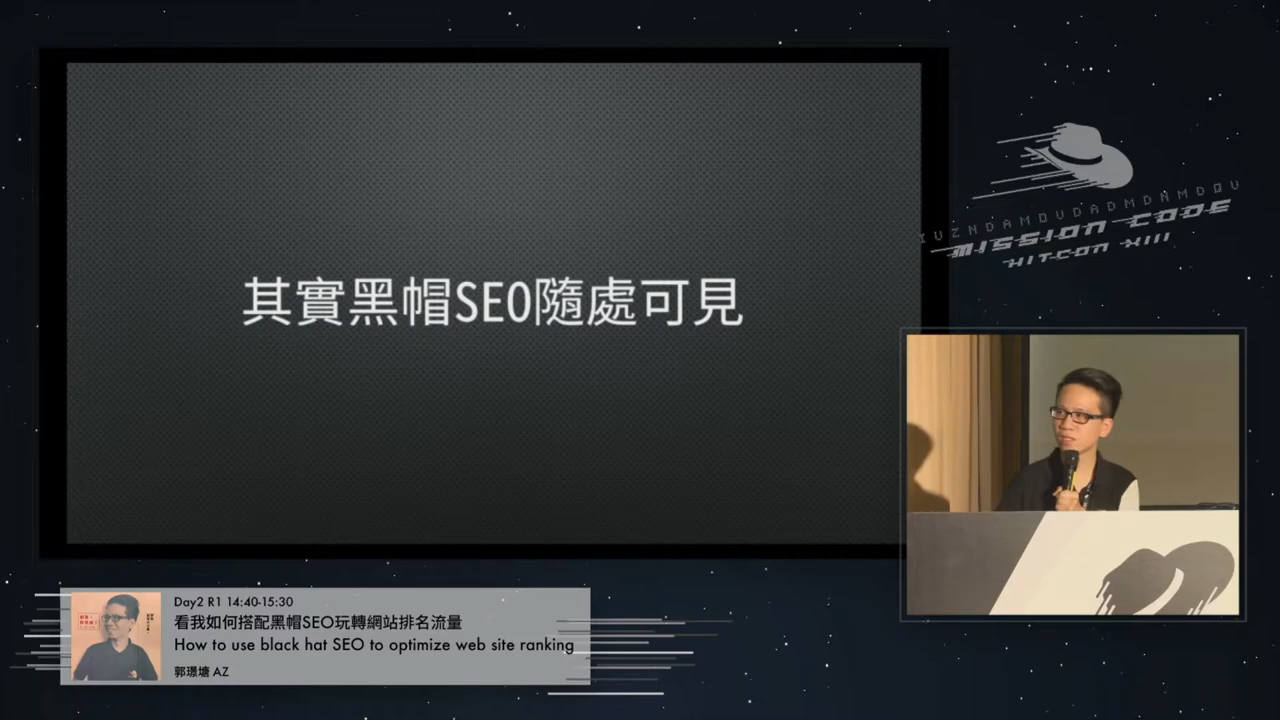 其實黑帽SEO隨處可見
MISSION CODE
HITCON XIII
Day2 R1 14:40-15:30
看我如何搭配黑帽SEO玩轉網站排名流量
How to use black hat SEO to optimize web site ranking
郭璟塘 AZ